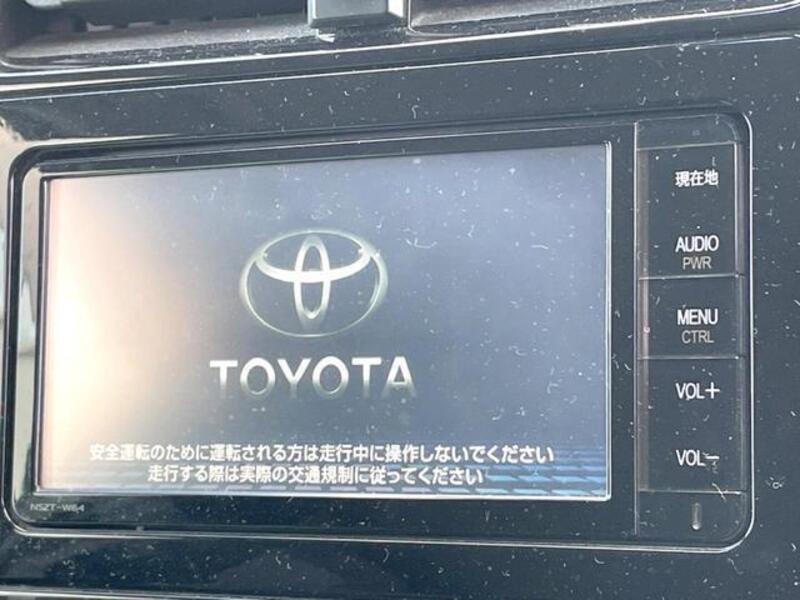 TOYOTA
安全運転のために運転される方は走行中に操作しないでください
走行する際は実際の交通規制に従ってください
NSZT-W64
現在地
AUDIO
PWR
MENU
CTRL
VOL+
VOL-